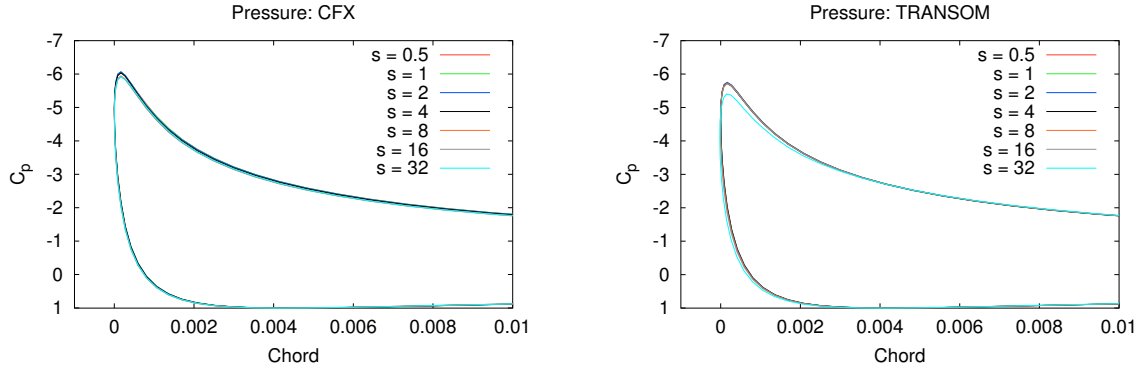 Pressure: CFX
-7
-6
-5
-4
-3
-2
-1
0
1
Cp
s = 0.5
s = 1
s = 2
s = 4
s = 8
s = 16
s = 32
0 0.002 0.004 0.006 0.008 0.01
Chord
Pressure: TRANSOM
-7
-6
-5
-4
-3
-2
-1
0
1
Cp
s = 0.5
s = 1
s = 2
s = 4
s = 8
s = 16
s = 32
0 0.002 0.004 0.006 0.008 0.01
Chord